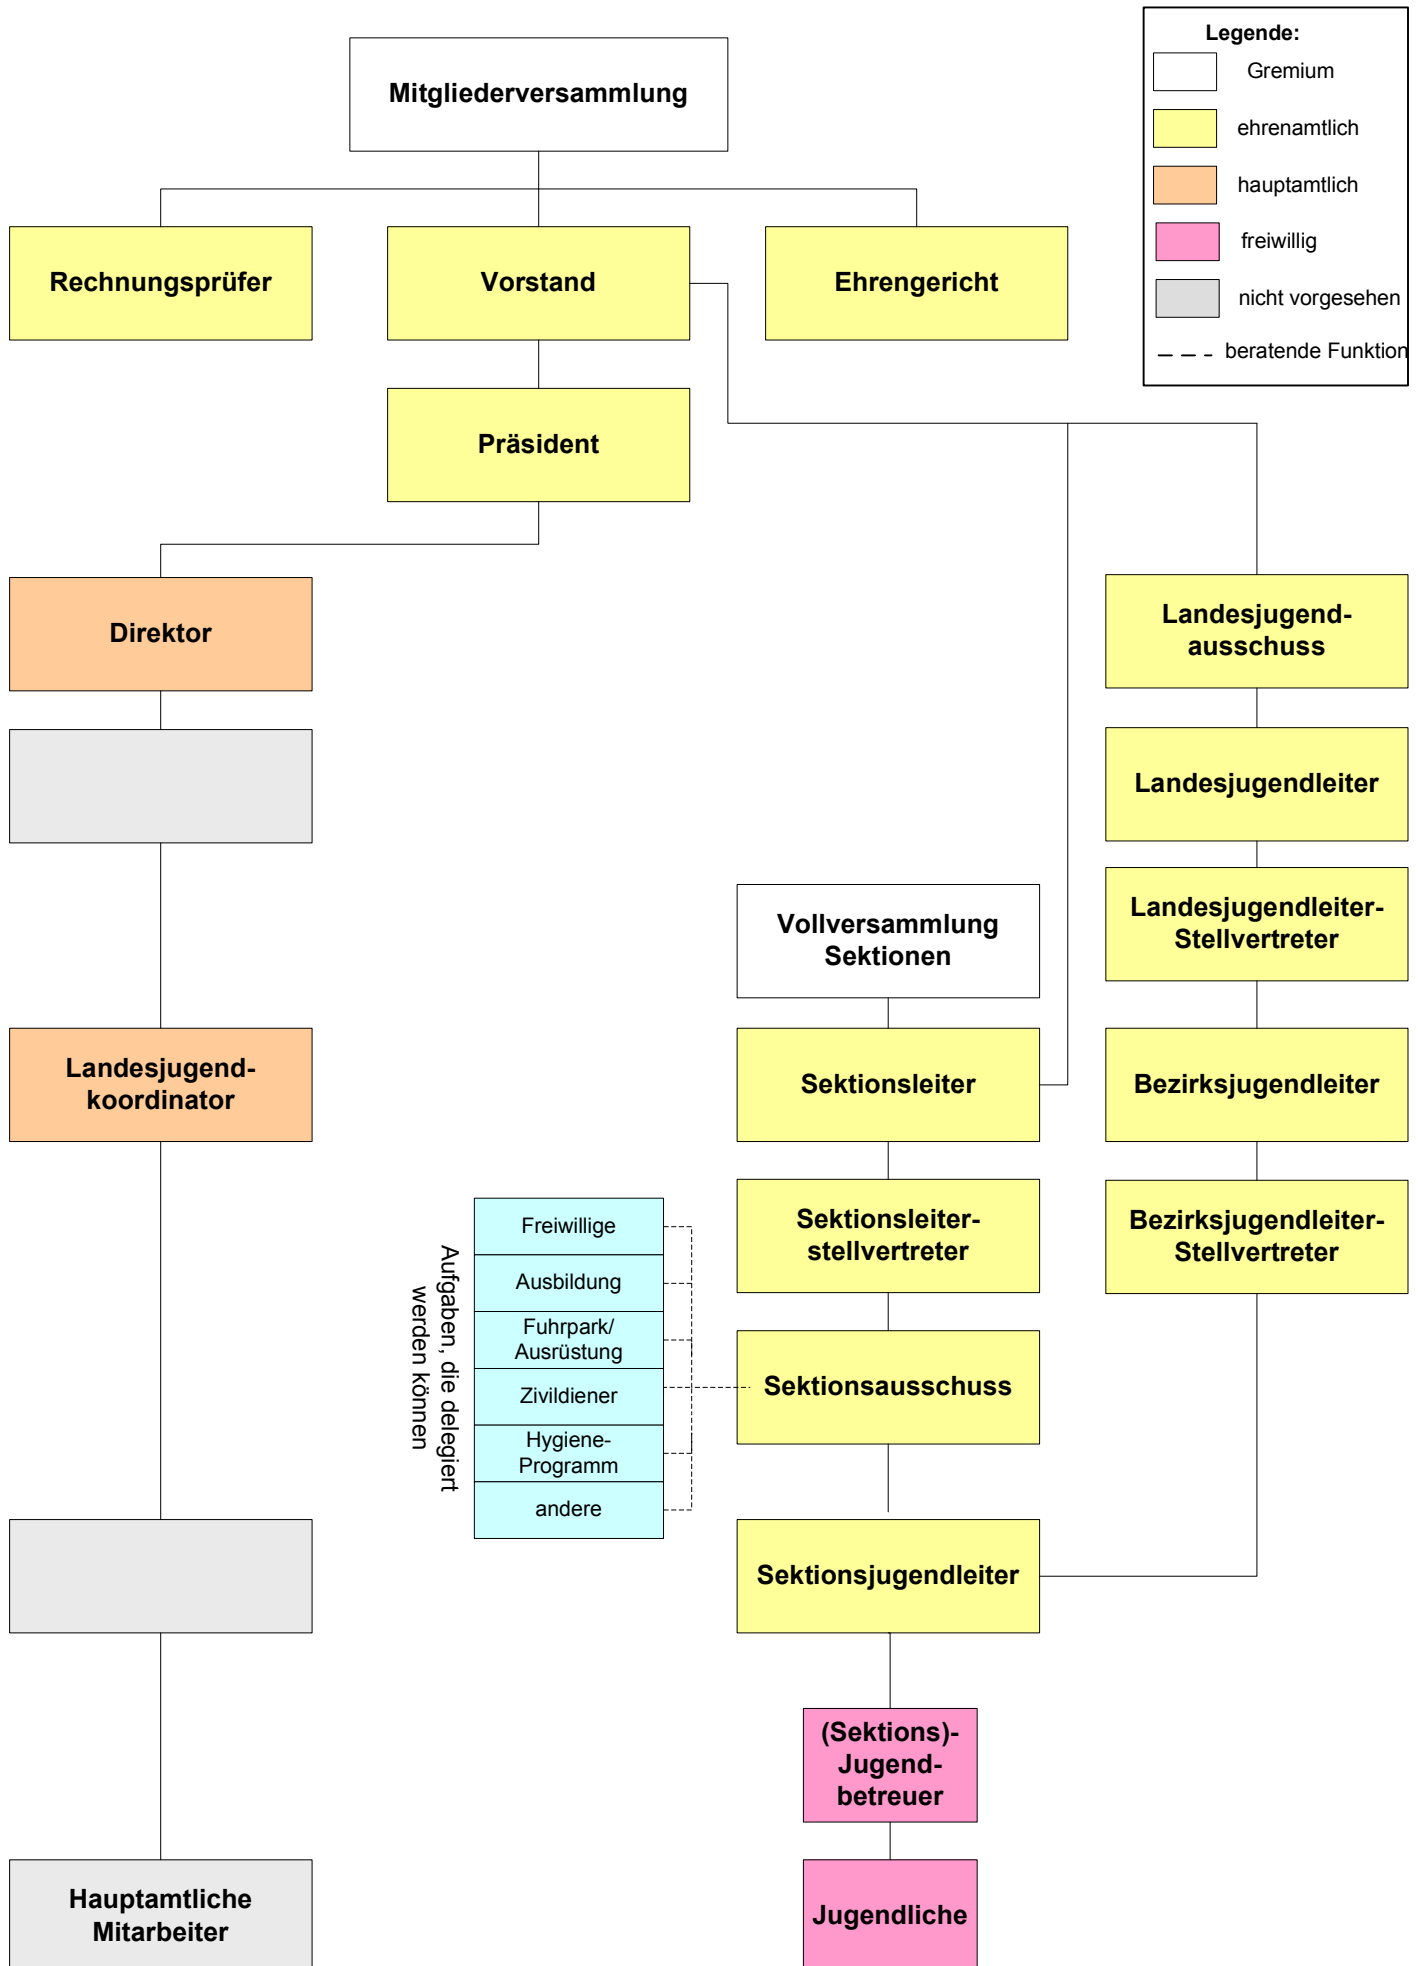 Legende:
Gremium
ehrenamtlich
hauptamtlich
freiwillig
nicht vorgesehen
beratende Funktion
Mitgliederversammlung
Rechnungsprüfer
Vorstand
Ehrengericht
Präsident
Direktor
Landesjugend-
ausschuss
Landesjugendleiter
Landesjugendleiter-
Stellvertreter
Vollversammlung
Sektionen
Landesjugend-
koordinator
Sektionsleiter
Bezirksjugendleiter
Sektionsleiter-
stellvertreter
Bezirksjugendleiter-
Stellvertreter
Aufgaben, die delegiert
werden können
Freiwillige
Ausbildung
Fuhrpark/
Ausrüstung
Zivildiener
Hygiene-
Programm
andere
Sektionsausschuss
Sektionsjugendleiter
(Sektions)-
Jugend-
betreuer
Hauptamtliche
Mitarbeiter
Jugendliche